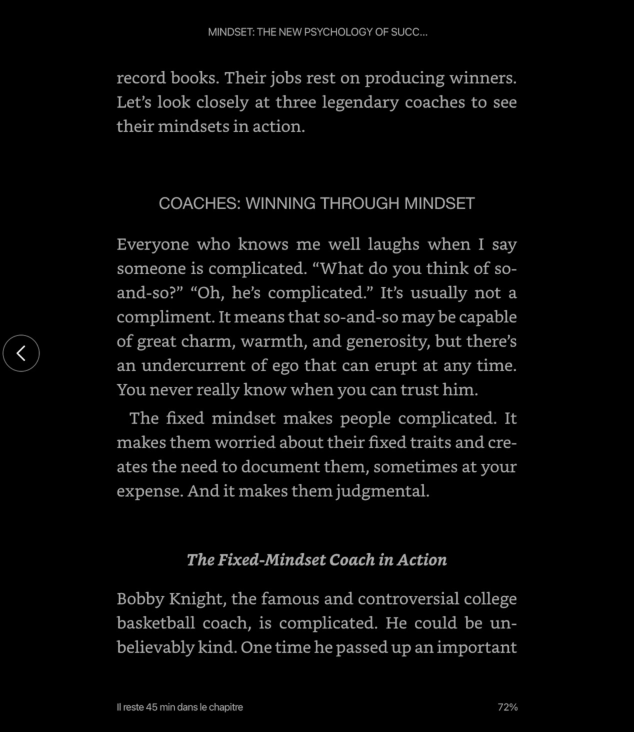 MINDSET: THE NEW PSYCHOLOGY OF SUCC...
record books. Their jobs rest on producing winners.
Let's look closely at three legendary coaches to see
their mindsets in action.
COACHES: WINNING THROUGH MINDSET
Everyone who knows me well laughs when I say
someone is complicated. “What do you think of so-
and-so?” “Oh, he's complicated.” It's usually not a
compliment. It means that so-and-so may be capable
of great charm, warmth, and generosity, but there's
an undercurrent of ego that can erupt at any time.
You never really know when you can trust him.
The fixed mindset makes people complicated. It
makes them worried about their fixed traits and cre-
ates the need to document them, sometimes at your
expense. And it makes them judgmental.
The Fixed-Mindset Coach in Action
Bobby Knight, the famous and controversial college
basketball coach, is complicated. He could be un-
believably kind. One time he passed up an important
Il reste 45 min dans le chapitre
72%